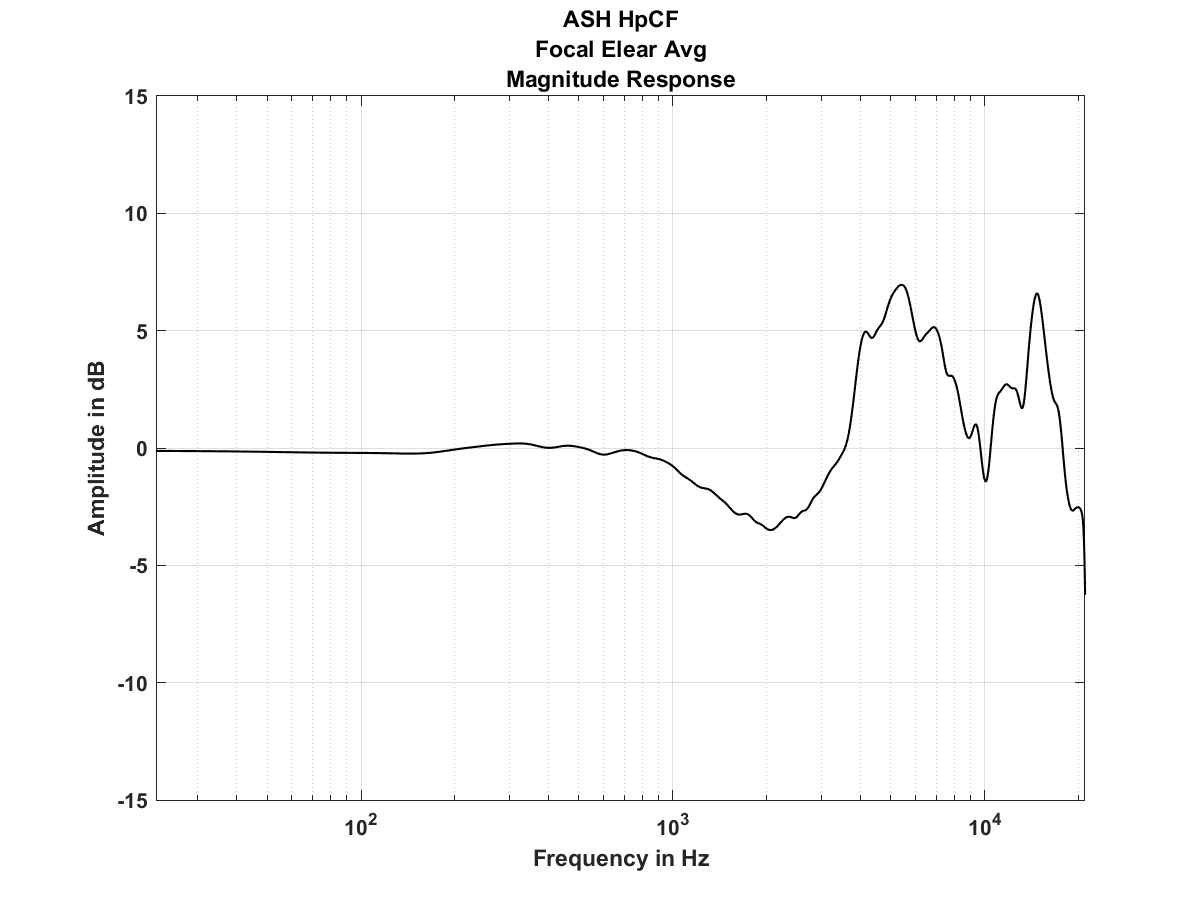 ASH HpCF
Focal Elear Avg
Magnitude Response
15
10
5
0
-5
-10
-15
Amplitude in dB
10²
10³
10⁴
Frequency in Hz